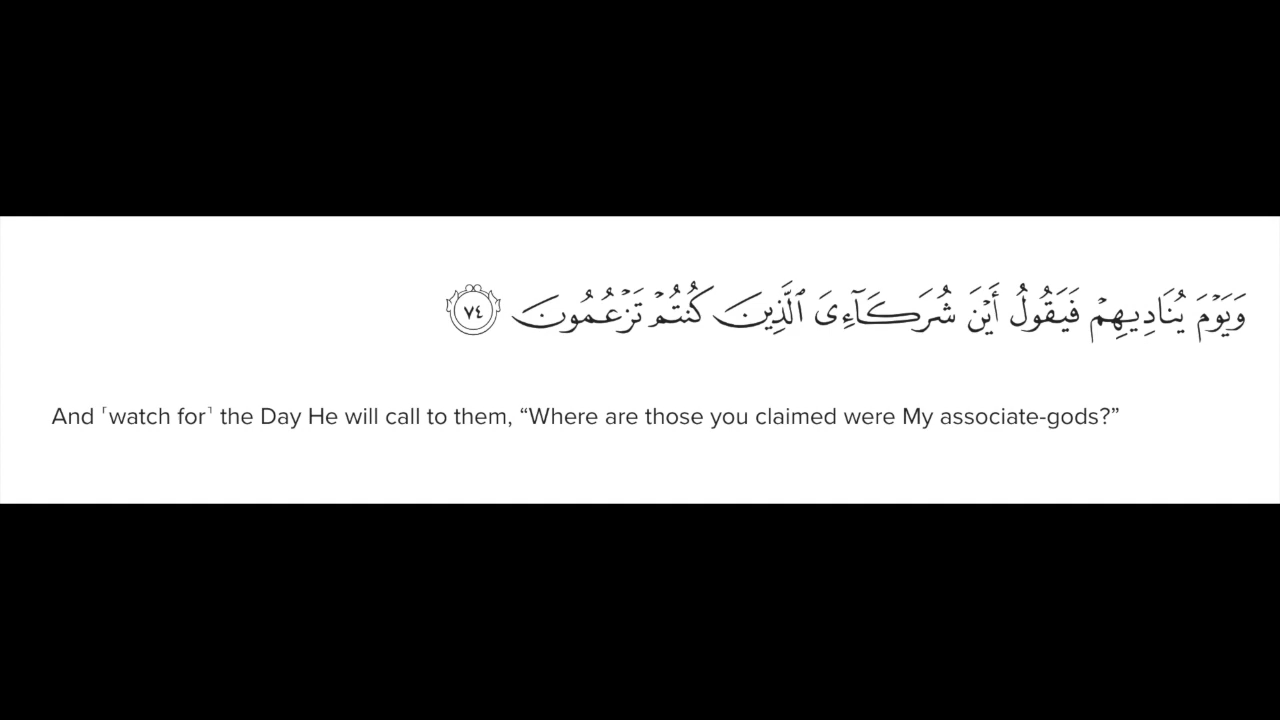 وَيَوْمَ يُنَادِيهِمْ فَيَقُولُ أَيْنَ شُرَكَآءِىَ ٱلَّذِينَ كُنتُمْ تَزْعُمُونَ ٧٤
And ⸢watch for⸣ the Day He will call to them, “Where are those you claimed were My associate-gods?”